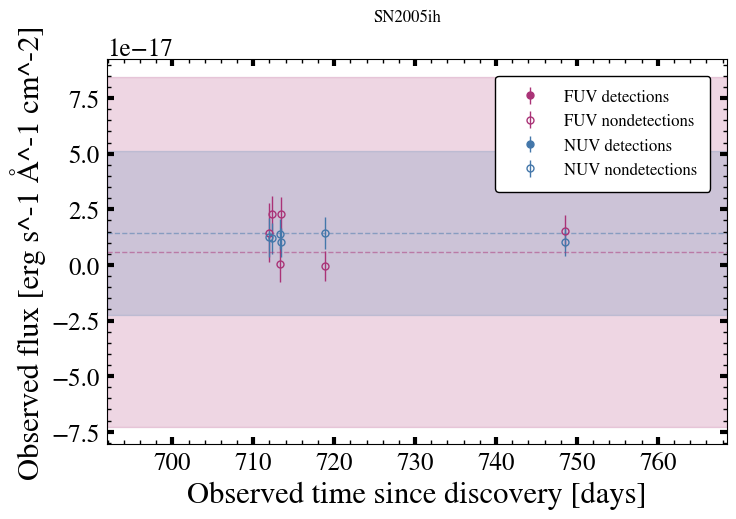 SN2005ih
1e−17
Observed flux [erg s^-1 Å^-1 cm^-2]
7.5
5.0
2.5
0.0
−2.5
−5.0
−7.5
FUV detections
FUV nondetections
NUV detections
NUV nondetections
700 710 720 730 740 750 760
Observed time since discovery [days]